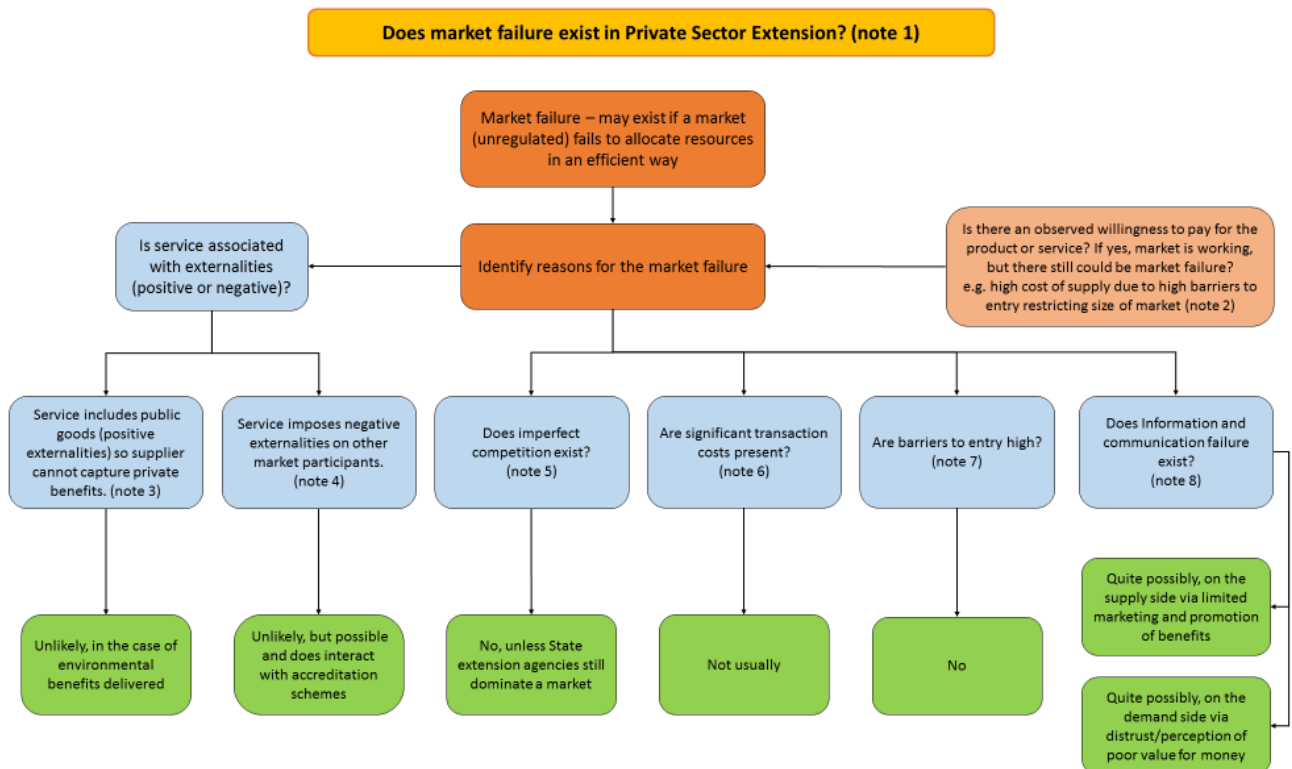 Does market failure exist in Private Sector Extension? (note 1)
Market failure – may exist if a market
(unregulated) fails to allocate resources
in an efficient way
Is service associated
with externalities
(positive or negative)?
Identify reasons for the market failure
Is there an observed willingness to pay for the
product or service? If yes, market is working,
but there still could be market failure?
e.g. high cost of supply due to high barriers to
entry restricting size of market (note 2)
Service includes public
goods (positive
externalities) so supplier
cannot capture private
benefits. (note 3)
Service imposes negative
externalities on other
market participants.
(note 4)
Does imperfect
competition exist?
(note 5)
Are significant transaction
costs present?
(note 6)
Are barriers to entry high?
(note 7)
Does Information and
communication failure
exist?
(note 8)
Unlikely, in the case of
environmental
benefits delivered
Unlikely, but possible
and does interact
with accreditation
schemes
No, unless State
extension agencies still
dominate a market
Not usually
No
Quite possibly, on the
supply side via limited
marketing and promotion
of benefits
Quite possibly, on the
demand side via
distrust/perception of
poor value for money